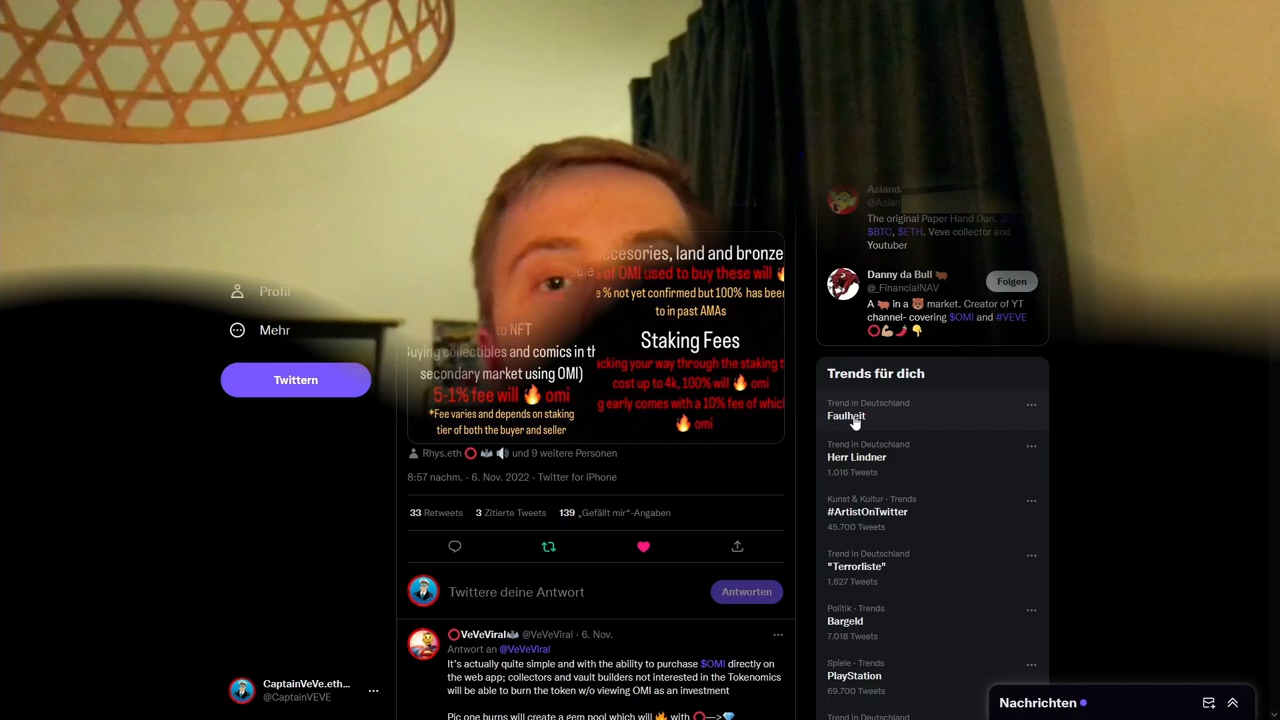 Profil
Mehr
Twittern
CaptainVeVe.eth...
@CaptainVEVE
to NFT
uying collectibles and comics in th
secondary market using OMI)
5-1% fee will 🔥 omi
*Fee varies and depends on staking
tier of both the buyer and seller
ccesories, land and bronze
of OMI used to buy these will 🔥
% not yet confirmed but 100% has bee
to in past AMAs
Staking Fees
cking your way through the staking t
cost up to 4k, 100% will 🔥 omi
g early comes with a 10% fee of whic
🔥 omi
Rhys.eth ⭕ 🦇 🔊 und 9 weitere Personen
8:57 nachm. · 6. Nov. 2022 · Twitter for iPhone
33 Retweets 3 Zitierte Tweets 139 „Gefällt mir“-Angaben
Twittere deine Antwort
Antworten
⭕VeVeViral🦇 @VeVeViral · 6. Nov.
Antwort an @VeVeViral
It's actually quite simple and with the ability to purchase $OMI directly on
the web app; collectors and vault builders not interested in the Tokenomics
will be able to burn the token w/o viewing OMI as an investment
Pic one burns will create a gem pool which will 🔥 with ⭕—>💎
Asiand
@Asian
The original Paper Hand Dan.
$BTC, $ETH. Veve collector and
Youtuber
Danny da Bull 🐂
@_FinancialNAV
Folgen
A 🐂 in a 🐻 market. Creator of YT
channel- covering $OMI and #VEVE
⭕💪🏼🌶️👇
Trends für dich
Trend in Deutschland
Faulheit
Trend in Deutschland
Herr Lindner
1.016 Tweets
Kunst & Kultur · Trends
#ArtistOnTwitter
45.700 Tweets
Trend in Deutschland
"Terrorliste"
1.627 Tweets
Politik · Trends
Bargeld
7.018 Tweets
Spiele · Trends
PlayStation
69.700 Tweets
Nachrichten